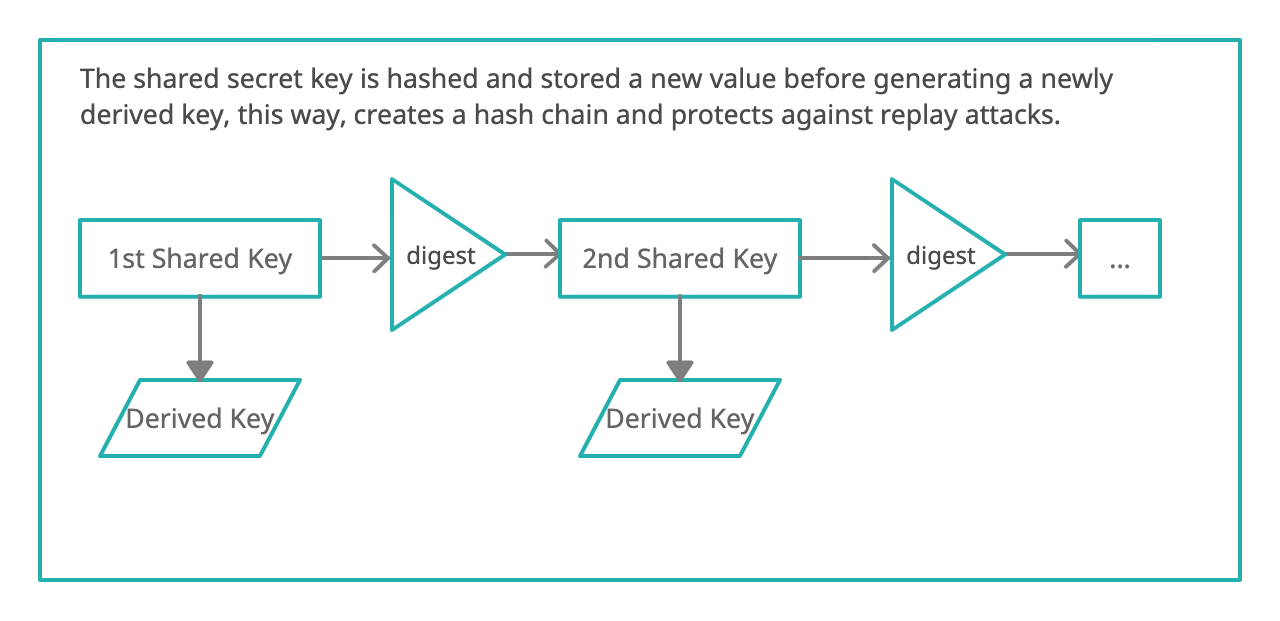 The shared secret key is hashed and stored a new value before generating a newly
derived key, this way, creates a hash chain and protects against replay attacks.
1st Shared Key
digest
2nd Shared Key
digest
...
Derived Key
Derived Key